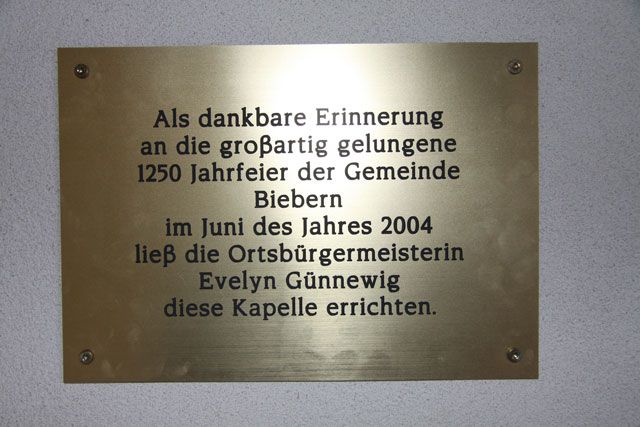 Als dankbare Erinnerung
an die großartig gelungene
1250 Jahrfeier der Gemeinde
Biebern
im Juni des Jahres 2004
ließ die Ortsbürgermeisterin
Evelyn Günnewig
diese Kapelle errichten.